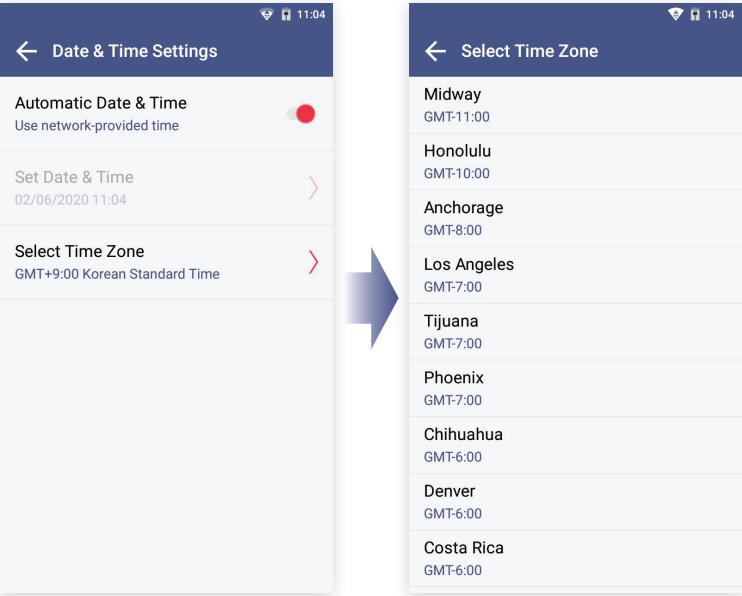 11:04
Date & Time Settings
Automatic Date & Time
Use network-provided time
Set Date & Time
02/06/2020 11:04
Select Time Zone
GMT+9:00 Korean Standard Time
11:04
Select Time Zone
Midway
GMT-11:00
Honolulu
GMT-10:00
Anchorage
GMT-8:00
Los Angeles
GMT-7:00
Tijuana
GMT-7:00
Phoenix
GMT-7:00
Chihuahua
GMT-6:00
Denver
GMT-6:00
Costa Rica
GMT-6:00